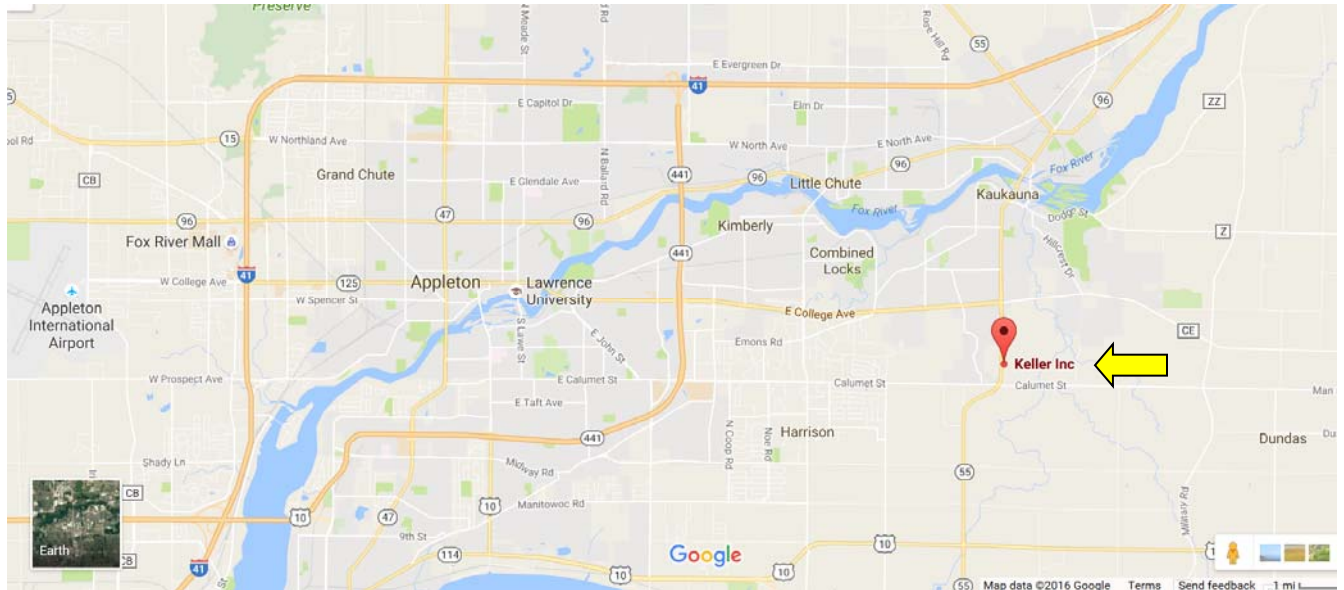 Preserve
N Meade St
N Ballard Rd
Rose Hill Rd
55
E Evergreen Dr
41
96
ZZ
E Capitol Dr
Elm Dr
15
W Northland Ave
W North Ave
E North Ave
CB
Grand Chute
441
96
96
Fox River
E Glendale Ave
Little Chute
Kaukauna
47
96
96
Fox River
Dodge St
Fox River Mall
Kimberly
Z
441
Combined
Locks
Hillcrest Dr
41
W College Ave
125
Appleton
Lawrence
University
Appleton
International
Airport
W Spencer St
E College Ave
CE
S Lawe St
E John St
Emons Rd
Keller Inc
W Prospect Ave
E Calumet St
Calumet St
Calumet St
Man
E Taft Ave
N Coop Rd
Noe Rd
Harrison
441
Dundas
Shady Ln
Midway Rd
55
CB
10
Manitowoc Rd
Military Rd
10
47
9th St
Earth
114
Google
10
41
10
10
55
Map data ©2016 Google
Terms
Send feedback
1 mi